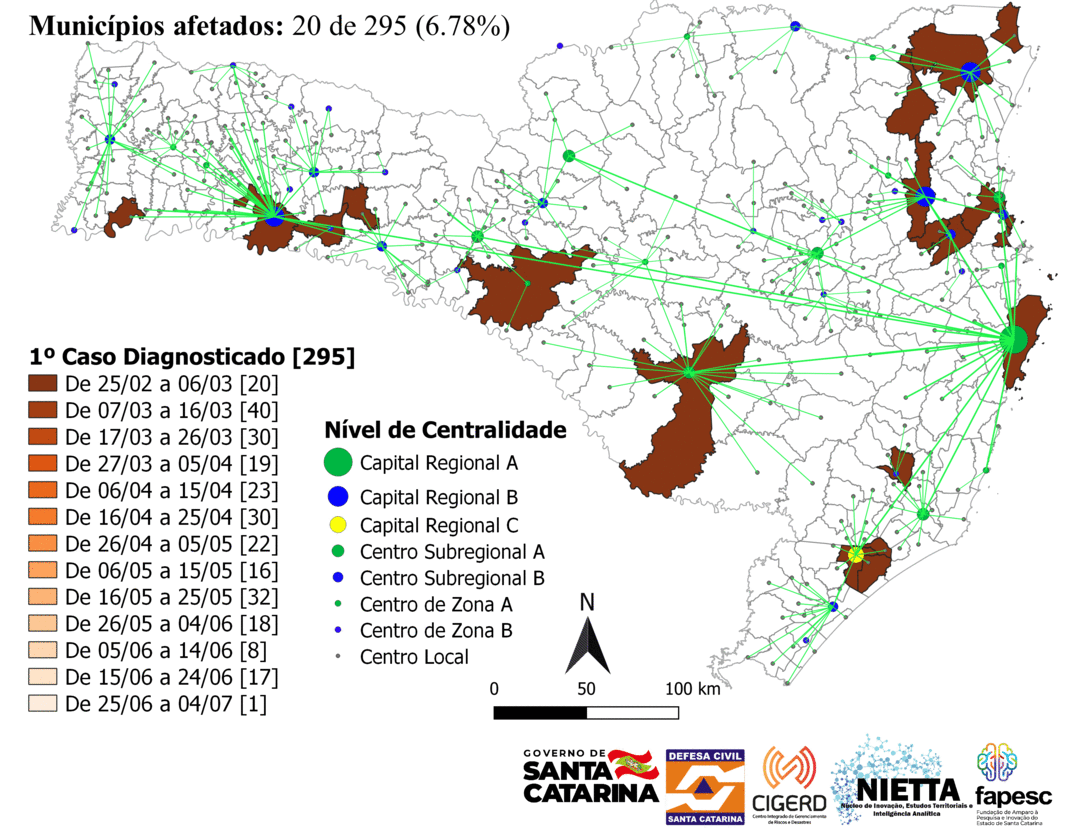 Municípios afetados: 20 de 295 (6.78%)
1º Caso Diagnosticado [295]
De 25/02 a 06/03 [20]
De 07/03 a 16/03 [40]
De 17/03 a 26/03 [30]
De 27/03 a 05/04 [19]
De 06/04 a 15/04 [23]
De 16/04 a 25/04 [30]
De 26/04 a 05/05 [22]
De 06/05 a 15/05 [16]
De 16/05 a 25/05 [32]
De 26/05 a 04/06 [18]
De 05/06 a 14/06 [8]
De 15/06 a 24/06 [17]
De 25/06 a 04/07 [1]
Nível de Centralidade
Capital Regional A
Capital Regional B
Capital Regional C
Centro Subregional A
Centro Subregional B
Centro de Zona A
Centro de Zona B
Centro Local
N
0 50 100 km
GOVERNO DE
SANTA
CATARINA
DEFESA CIVIL
SANTA CATARINA
CIGERD
Centro Integrado de Gerenciamento
de Riscos e Desastres
NIETTA
Núcleo de Inovação, Estudos Territoriais e
Inteligência Analítica
fapesc
Fundação de Amparo à
Pesquisa e Inovação do
Estado de Santa Catarina